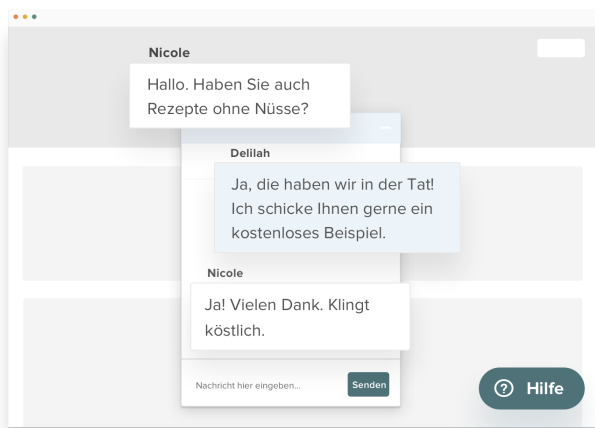 Nicole
Hallo. Haben Sie auch
Rezepte ohne Nüsse?
Delilah
Ja, die haben wir in der Tat!
Ich schicke Ihnen gerne ein
kostenloses Beispiel.
Nicole
Ja! Vielen Dank. Klingt
köstlich.
Nachricht hier eingeben...
Senden
Hilfe